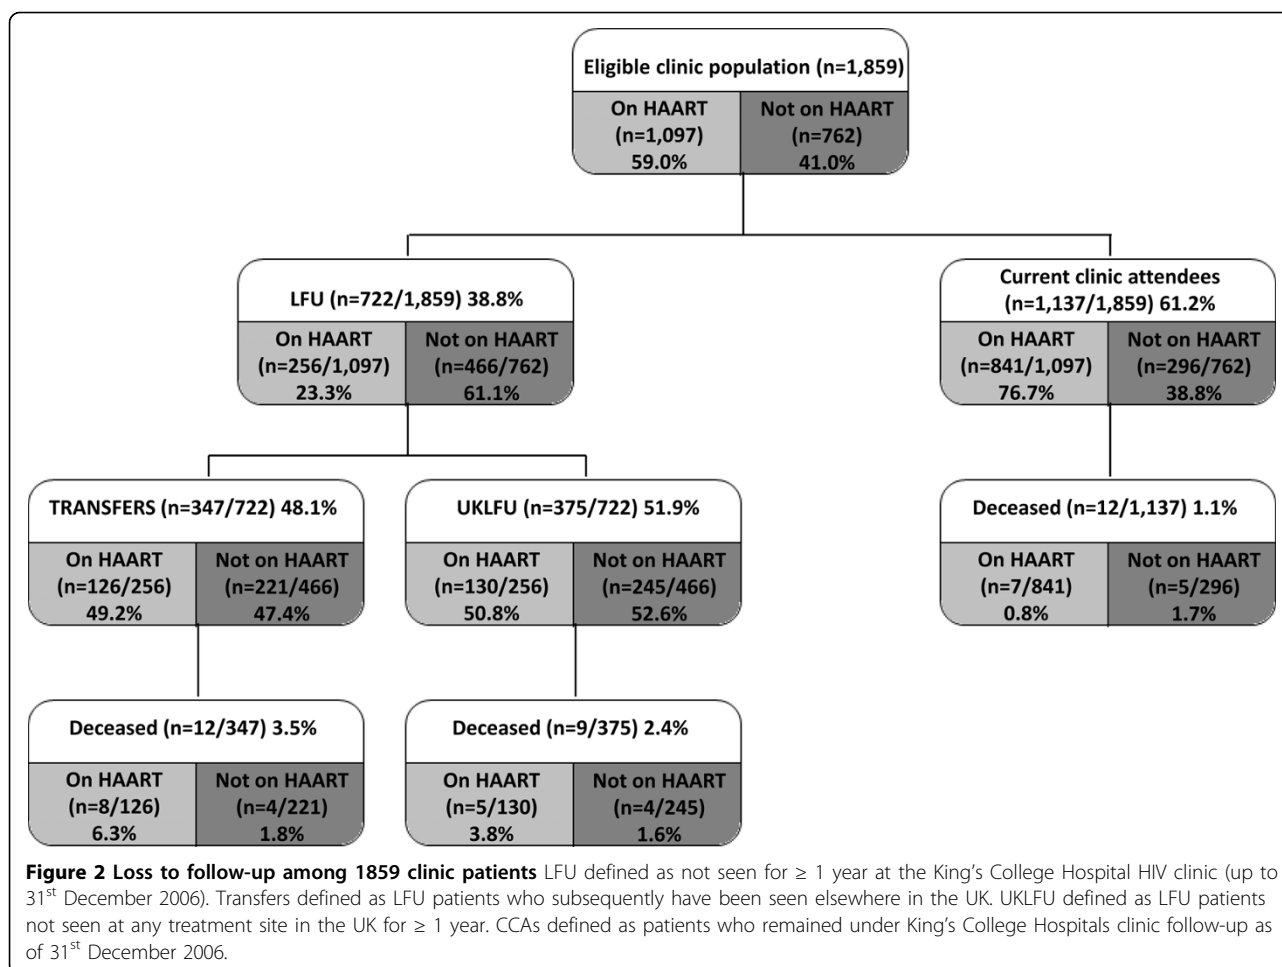 Eligible clinic population (n=1,859)
On HAART
(n=1,097)
59.0%
Not on HAART
(n=762)
41.0%
LFU (n=722/1,859) 38.8%
On HAART
(n=256/1,097)
23.3%
Not on HAART
(n=466/762)
61.1%
Current clinic attendees
(n=1,137/1,859) 61.2%
On HAART
(n=841/1,097)
76.7%
Not on HAART
(n=296/762)
38.8%
TRANSFERS (n=347/722) 48.1%
On HAART
(n=126/256)
49.2%
Not on HAART
(n=221/466)
47.4%
UKLFU (n=375/722) 51.9%
On HAART
(n=130/256)
50.8%
Not on HAART
(n=245/466)
52.6%
Deceased (n=12/1,137) 1.1%
On HAART
(n=7/841)
0.8%
Not on HAART
(n=5/296)
1.7%
Deceased (n=12/347) 3.5%
On HAART
(n=8/126)
6.3%
Not on HAART
(n=4/221)
1.8%
Deceased (n=9/375) 2.4%
On HAART
(n=5/130)
3.8%
Not on HAART
(n=4/245)
1.6%
Figure 2 Loss to follow-up among 1859 clinic patients LFU defined as not seen for ≥ 1 year at the King's College Hospital HIV clinic (up to
31st December 2006). Transfers defined as LFU patients who subsequently have been seen elsewhere in the UK. UKLFU defined as LFU patients
not seen at any treatment site in the UK for ≥ 1 year. CCAs defined as patients who remained under King's College Hospitals clinic follow-up as
of 31st December 2006.